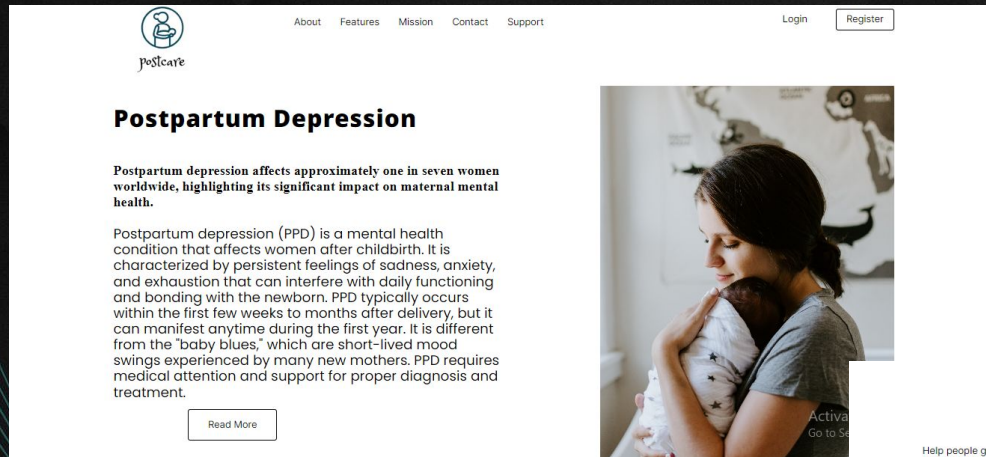 About Features Mission Contact Support
Login Register
postcare
Postpartum Depression
Postpartum depression affects approximately one in seven women
worldwide, highlighting its significant impact on maternal mental
health.
Postpartum depression (PPD) is a mental health
condition that affects women after childbirth. It is
characterized by persistent feelings of sadness, anxiety,
and exhaustion that can interfere with daily functioning
and bonding with the newborn. PPD typically occurs
within the first few weeks to months after delivery, but it
can manifest anytime during the first year. It is different
from the "baby blues," which are short-lived mood
swings experienced by many new mothers. PPD requires
medical attention and support for proper diagnosis and
treatment.
Read More
AFRICA
Activa
Go to Se
Help people g